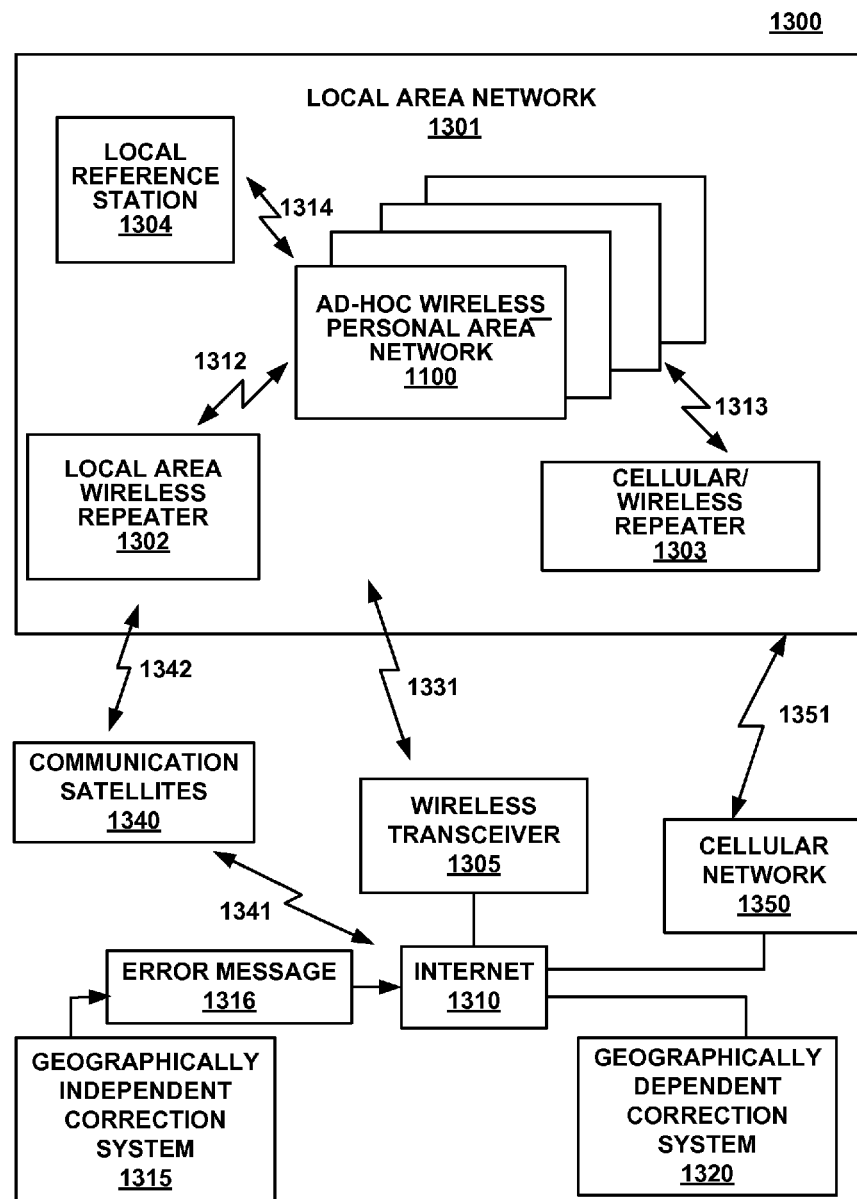 1300
LOCAL AREA NETWORK
1301
LOCAL
REFERENCE
STATION
1304
1314
AD-HOC WIRELESS
PERSONAL AREA
NETWORK
1100
1312
1313
LOCAL AREA
WIRELESS
REPEATER
1302
CELLULAR/
WIRELESS
REPEATER
1303
1342
1331
1351
COMMUNICATION
SATELLITES
1340
WIRELESS
TRANSCEIVER
1305
CELLULAR
NETWORK
1350
1341
ERROR MESSAGE
1316
INTERNET
1310
GEOGRAPHICALLY
INDEPENDENT
CORRECTION
SYSTEM
1315
GEOGRAPHICALLY
DEPENDENT
CORRECTION
SYSTEM
1320